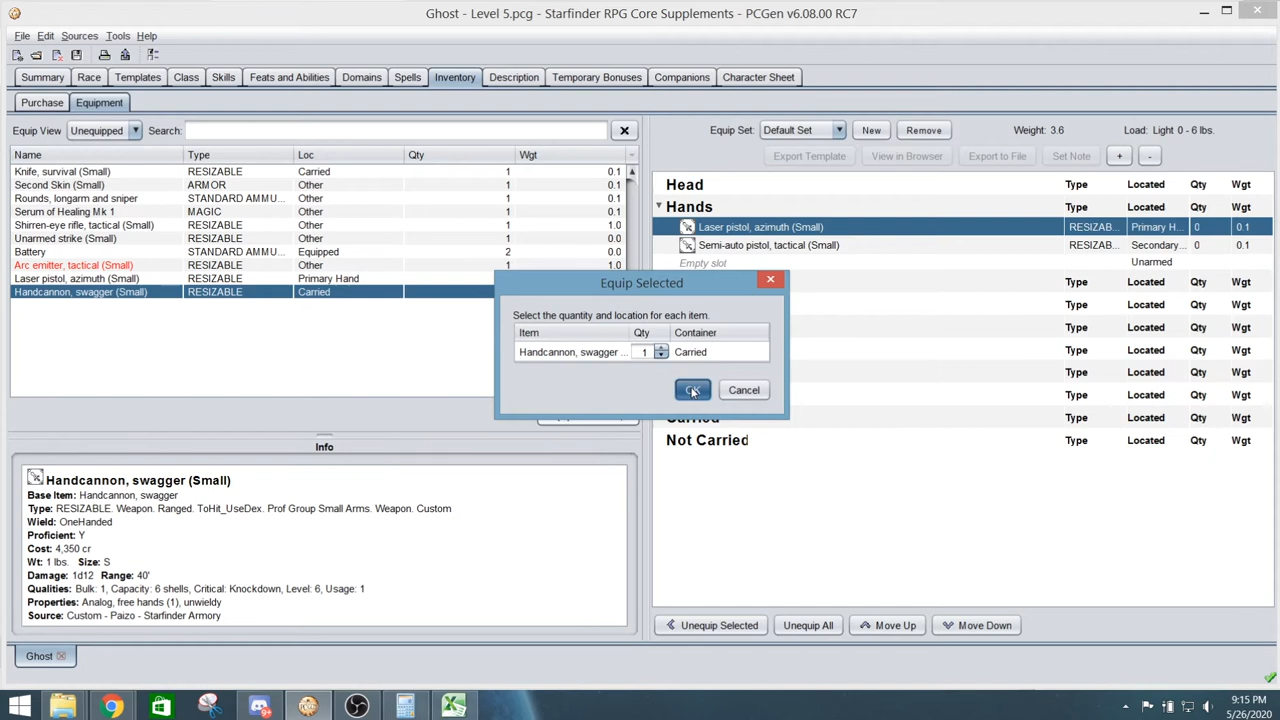 Ghost - Level 5.pcg - Starfinder RPG Core Supplements - PCGen v6.08.00 RC7
File Edit Sources Tools Help
Summary Race Templates Class Skills Feats and Abilities Domains Spells Inventory Description Temporary Bonuses Companions Character Sheet
Purchase Equipment
Equip View Unequipped Search: Equip Set: Default Set New Remove Weight: 3.6 Load: Light 0 - 6 lbs.
Export Template View in Browser Export to File Set Note + -
Name Type Loc Qty Wgt
Knife, survival (Small) RESIZABLE Carried 1 0.1
Second Skin (Small) ARMOR Other 1 0.1
Rounds, longarm and sniper STANDARD AMMU... Other 1 0.1
Serum of Healing Mk 1 MAGIC Other 1 0.1
Shirren-eye rifle, tactical (Small) RESIZABLE Other 1 1.0
Unarmed strike (Small) RESIZABLE Other 1 0.0
Battery STANDARD AMMU... Equipped 2 0.0
Arc emitter, tactical (Small) RESIZABLE Other 1 1.0
Laser pistol, azimuth (Small) RESIZABLE Primary Hand
Handcannon, swagger (Small) RESIZABLE Carried
Head Type Located Qty Wgt
Hands Type Located Qty Wgt
Laser pistol, azimuth (Small) RESIZAB... Primary H... 0 0.1
Semi-auto pistol, tactical (Small) RESIZAB... Secondary... 0 0.1
Empty slot Unarmed
Type Located Qty Wgt
Type Located Qty Wgt
Type Located Qty Wgt
Type Located Qty Wgt
Type Located Qty Wgt
Type Located Qty Wgt
Carried Type Located Qty Wgt
Not Carried Type Located Qty Wgt
Equip Selected
Select the quantity and location for each item.
Item Qty Container
Handcannon, swagger ... 1 Carried
OK Cancel
Info
Handcannon, swagger (Small)
Base Item: Handcannon, swagger
Type: RESIZABLE. Weapon. Ranged. ToHit_UseDex. Prof Group Small Arms. Weapon. Custom
Wield: OneHanded
Proficient: Y
Cost: 4,350 cr
Wt: 1 lbs. Size: S
Damage: 1d12 Range: 40'
Qualities: Bulk: 1, Capacity: 6 shells, Critical: Knockdown, Level: 6, Usage: 1
Properties: Analog, free hands (1), unwieldy
Source: Custom - Paizo - Starfinder Armory
Unequip Selected Unequip All Move Up Move Down
Ghost
9:15 PM
5/26/2020